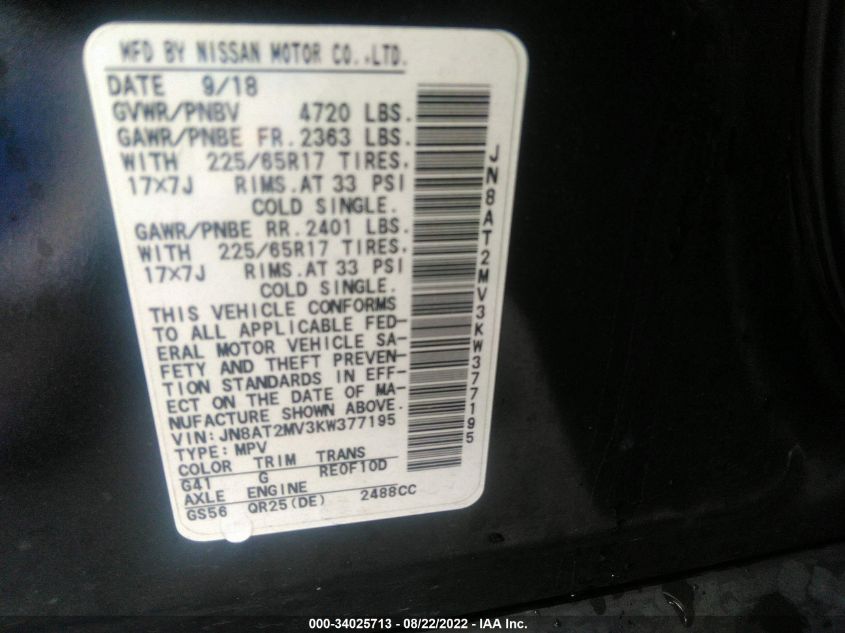 MFD BY NISSAN MOTOR CO.,LTD.
DATE 9/18
GVWR/PNBV 4720 LBS.
GAWR/PNBE FR.2363 LBS.
WITH 225/65R17 TIRES.
17×7J RIMS.AT 33 PSI
COLD SINGLE.
GAWR/PNBE RR.2401 LBS.
WITH 225/65R17 TIRES.
17×7J RIMS.AT 33 PSI
COLD SINGLE.
THIS VEHICLE CONFORMS
TO ALL APPLICABLE FED-
ERAL MOTOR VEHICLE SA-
FETY AND THEFT PREVEN-
TION STANDARDS IN EFF-
ECT ON THE DATE OF MA-
NUFACTURE SHOWN ABOVE.
VIN:JN8AT2MV3KW377195
TYPE:MPV
COLOR TRIM TRANS
G41 G RE0F10D
AXLE ENGINE
GS56 QR25(DE) 2488CC
JN8AT2MV3KW377195
000-34025713 - 08/22/2022 - IAA Inc.